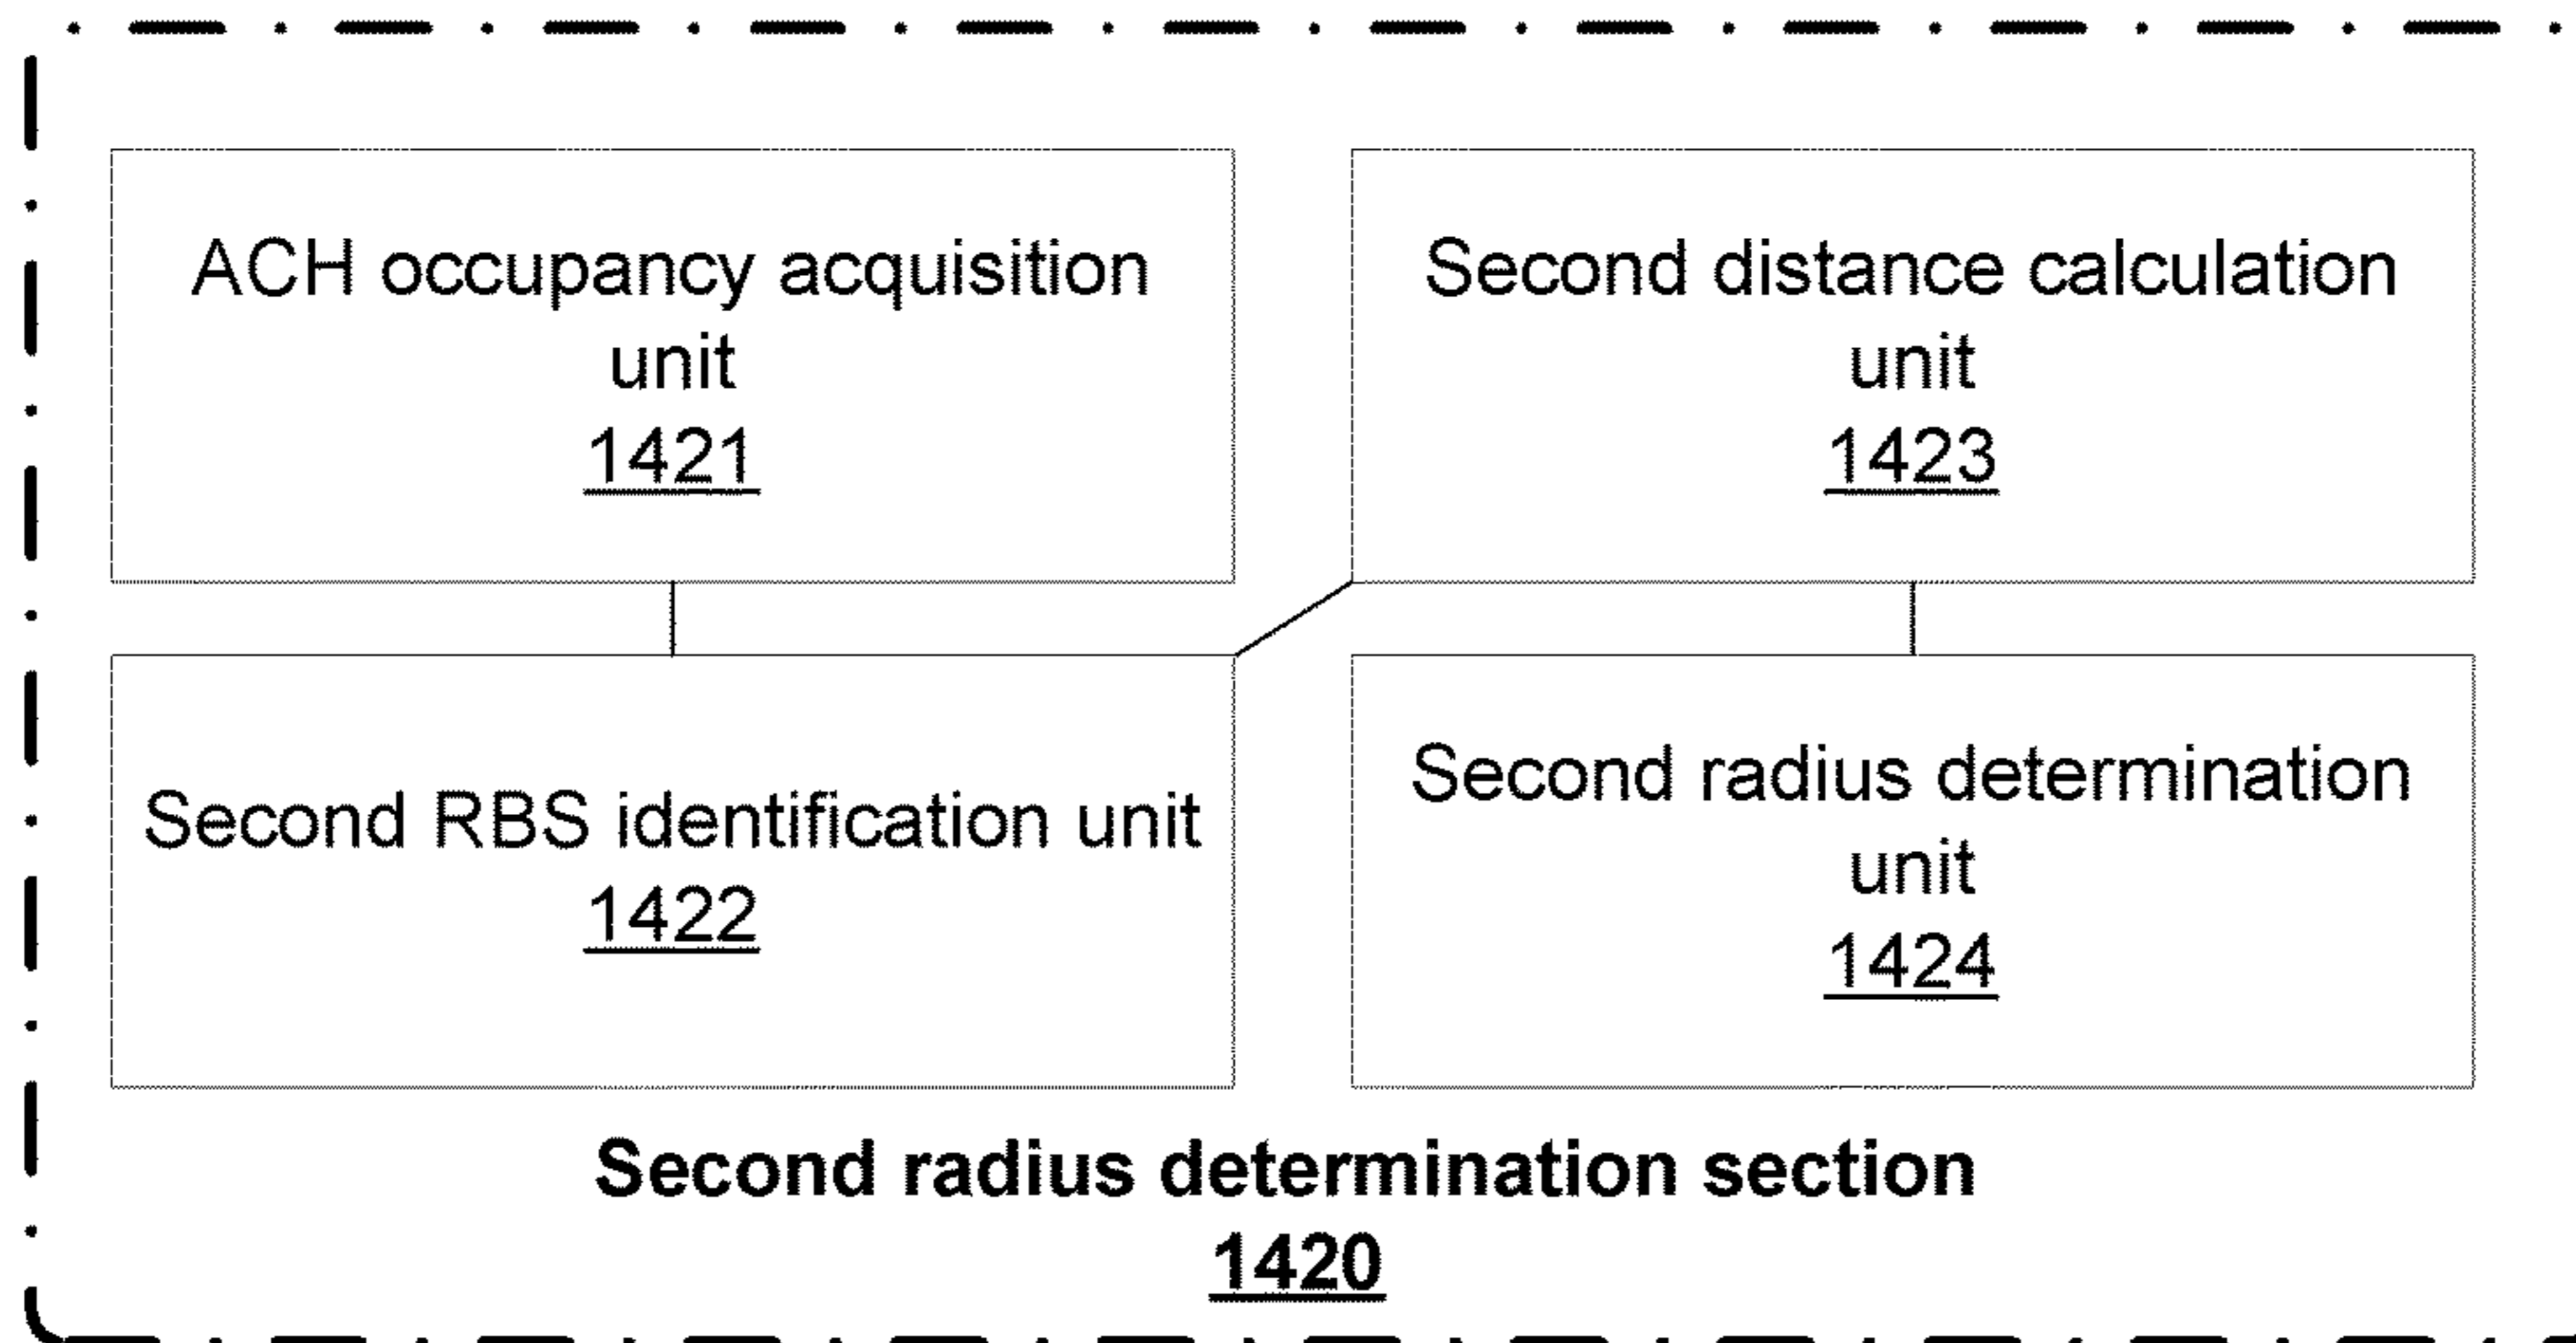 ACH occupancy acquisition
unit
1421
Second distance calculation
unit
1423
Second RBS identification unit
1422
Second radius determination
unit
1424
Second radius determination section
1420